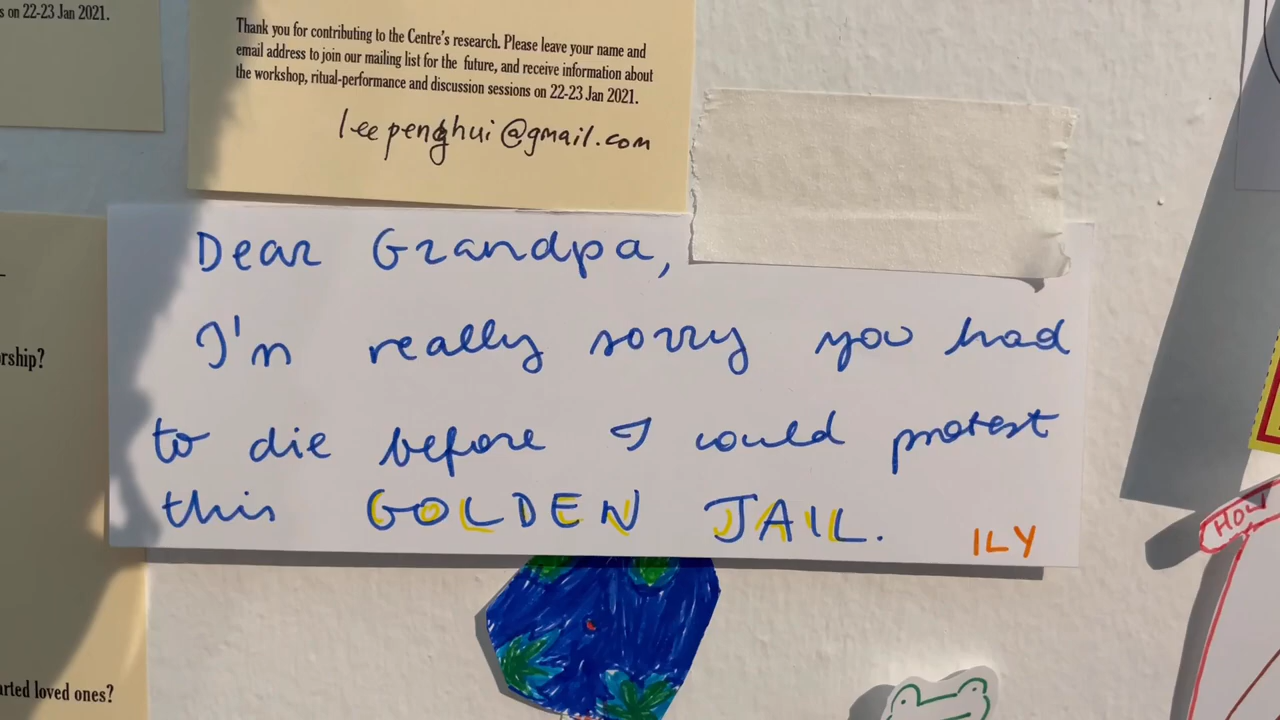 s on 22-23 Jan 2021.
Thank you for contributing to the Centre's research. Please leave your name and
email address to join our mailing list for the future, and receive information about
the workshop, ritual-performance and discussion sessions on 22-23 Jan 2021.
leepenghui@gmail.com
Dear Grandpa,
I'm really sorry you had
to die before I could protest
this GOLDEN JAIL.
ILY
rship?
arted loved ones?
HOW